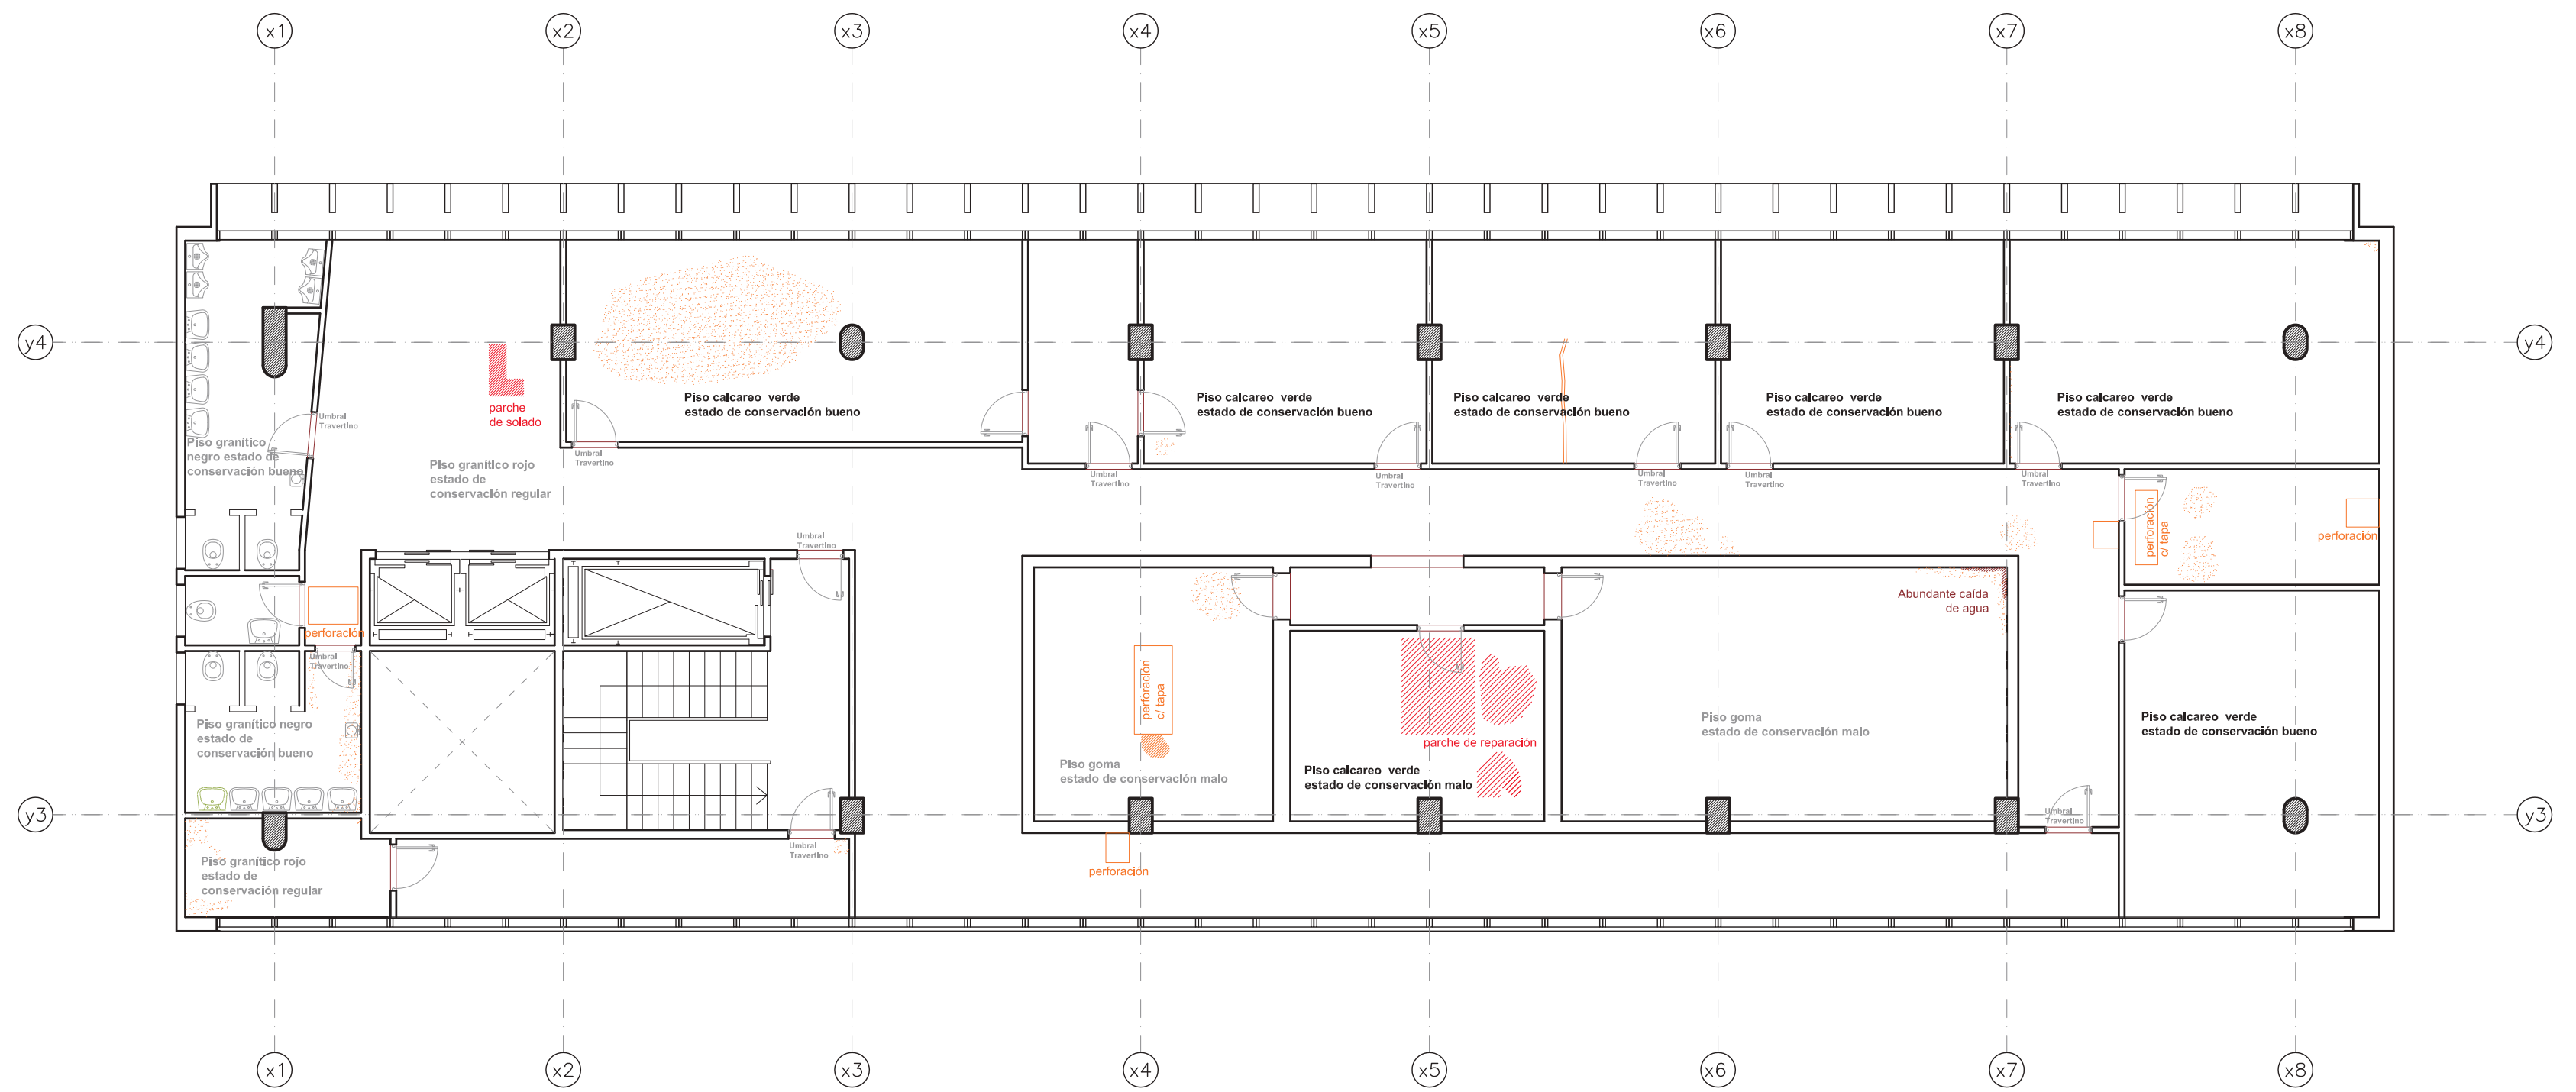 x1 x2 x3 x4 x5 x6 x7 x8
y4 y4
Piso calcareo verde
estado de conservación bueno
Piso calcareo verde
estado de conservación bueno
Piso calcareo verde
estado de conservación bueno
Piso calcareo verde
estado de conservación bueno
Piso calcareo verde
estado de conservación bueno
parche
de solado
Umbral
Travertino
Piso granítico
negro estado de
conservación bueno
Piso granítico rojo
estado de
conservación regular
Umbral
Travertino
Umbral
Travertino
Umbral
Travertino
Umbral
Travertino
Umbral
Travertino
Umbral
Travertino
perforación
c/ tapa
perforación
Umbral
Travertino
Abundante caída
de agua
perforación
Umbral
Travertino
perforación
c/ tapa
Piso granítico negro
estado de
conservación bueno
parche de reparación
Piso goma
estado de conservación malo
Piso calcareo verde
estado de conservación bueno
Piso goma
estado de conservación malo
Piso calcareo verde
estado de conservación malo
y3 y3
Umbral
Travertino
Umbral
Travertino
Piso granítico rojo
estado de
conservación regular
perforación
x1 x2 x3 x4 x5 x6 x7 x8